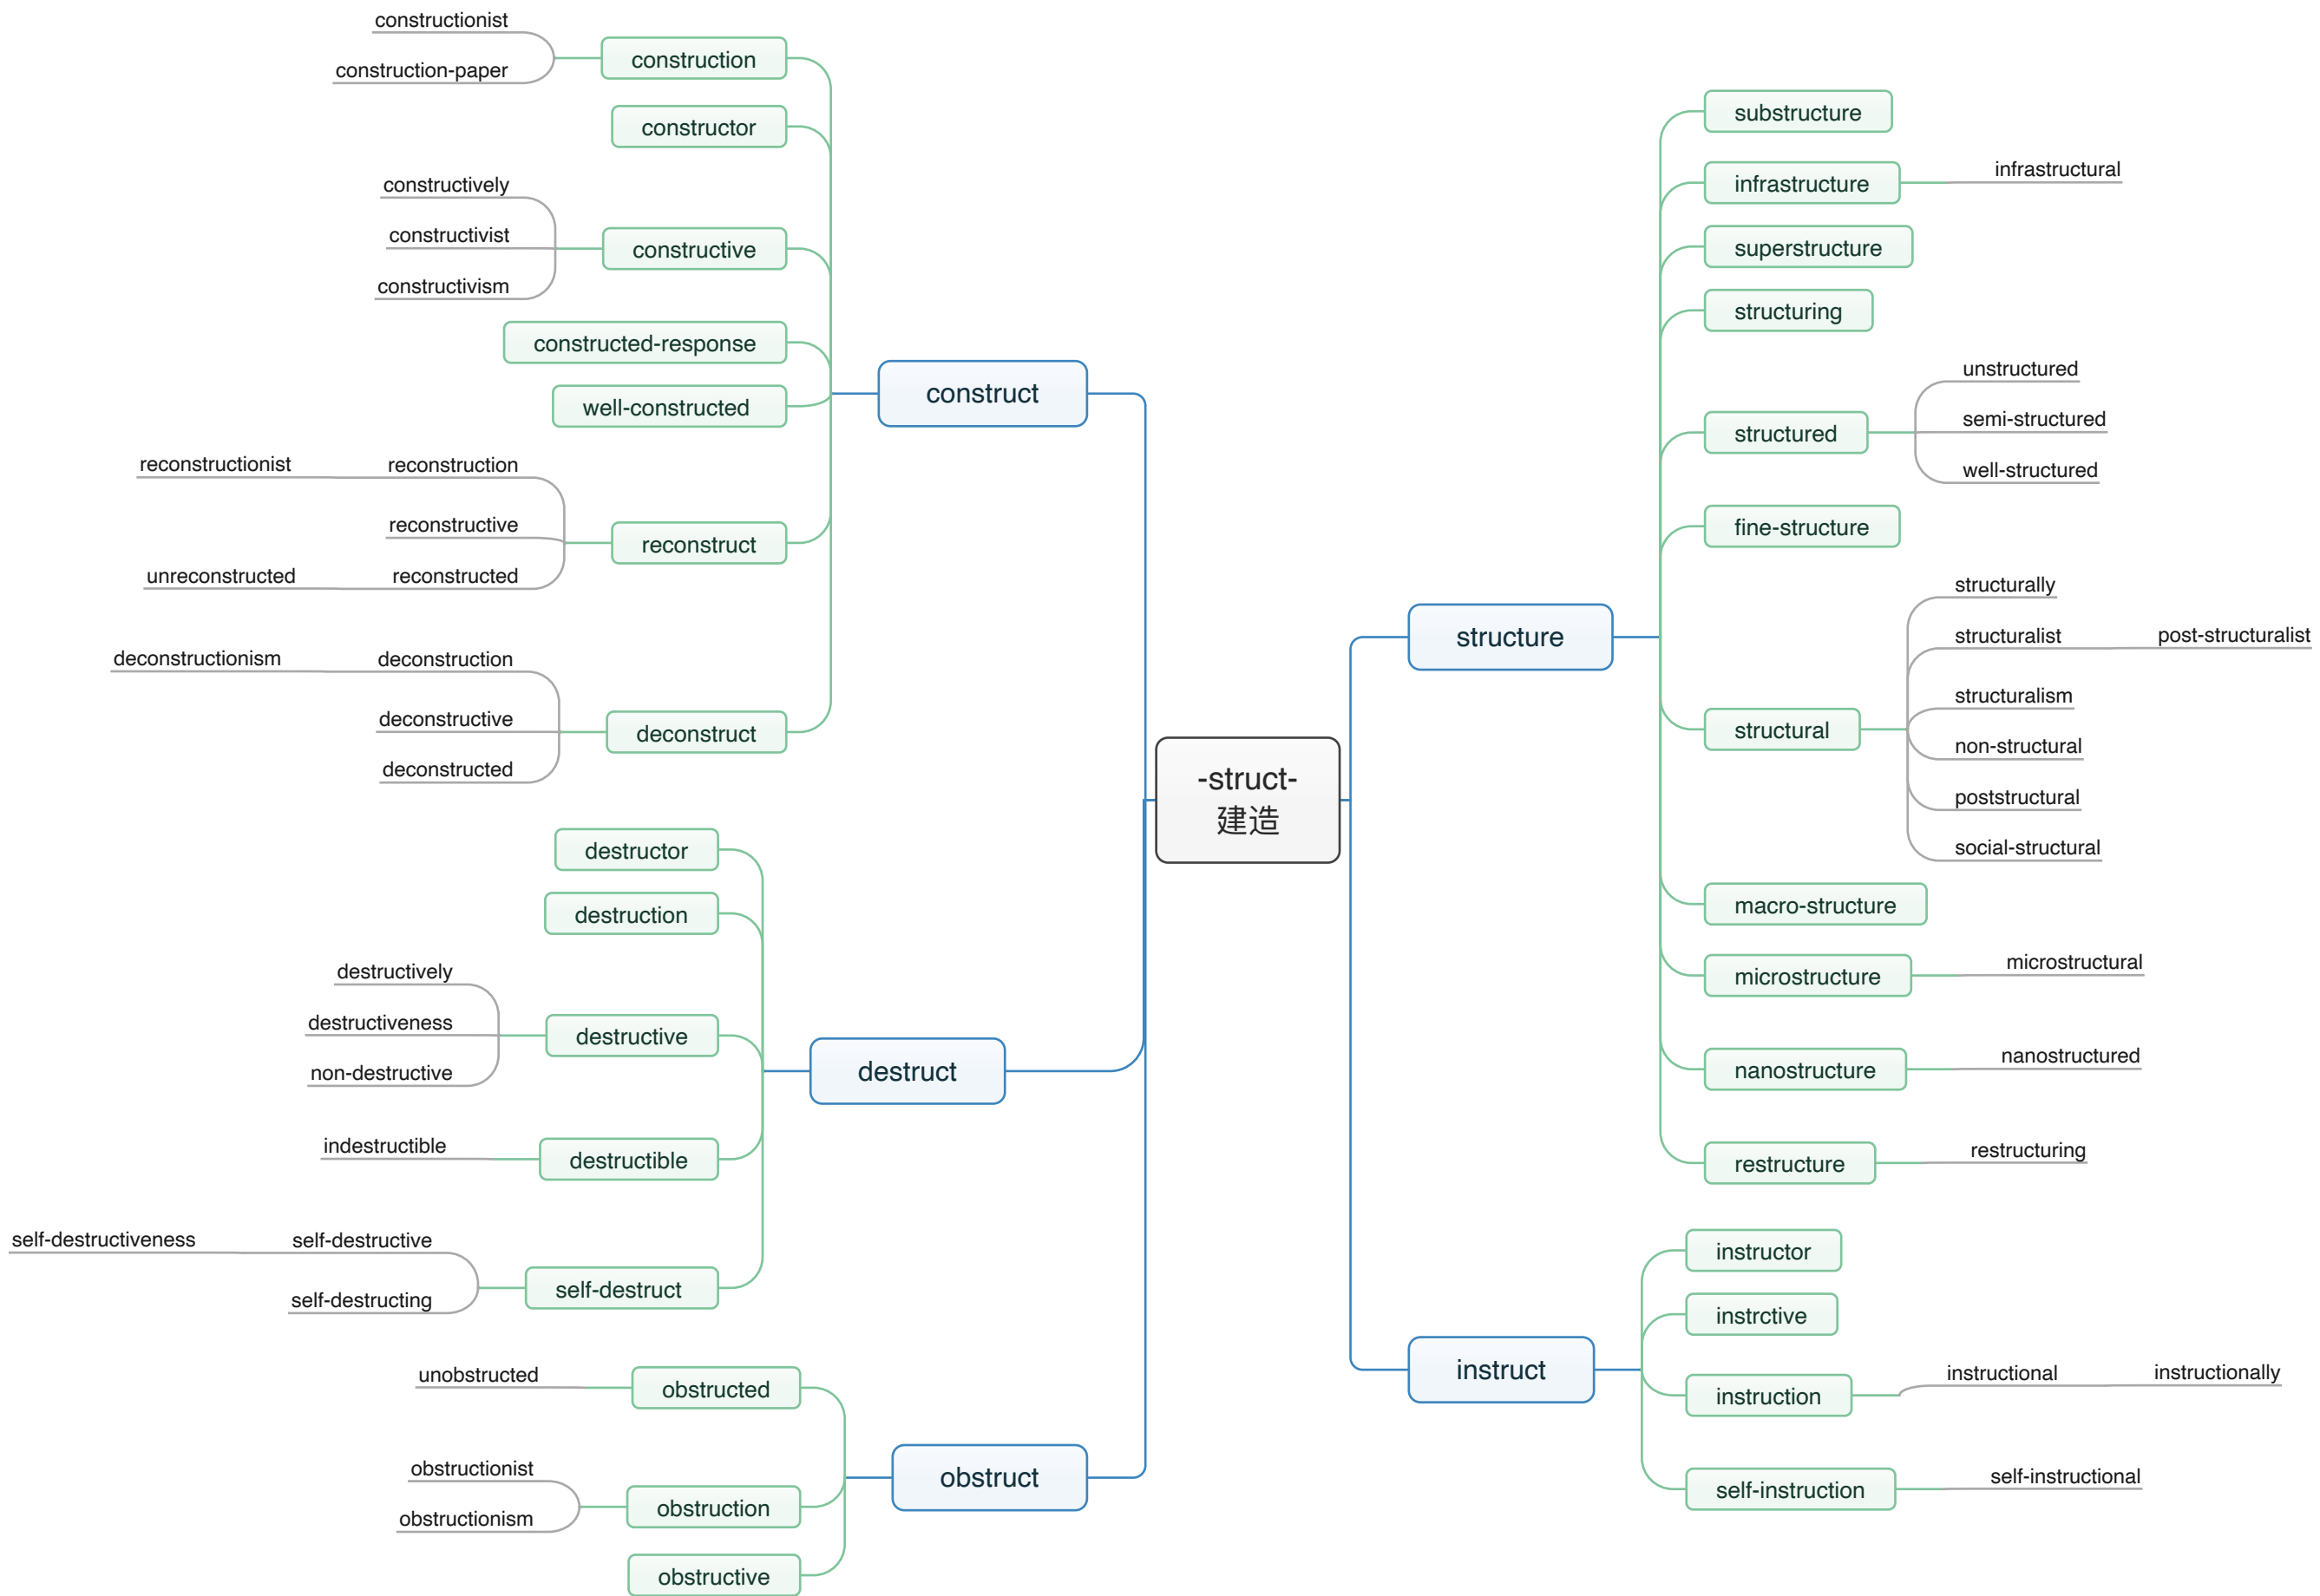 -struct-
建造
construct
construction
constructionist
construction-paper
constructor
constructive
constructively
constructivist
constructivism
constructed-response
well-constructed
reconstruct
reconstruction
reconstructionist
reconstructive
reconstructed
unreconstructed
deconstruct
deconstruction
deconstructionism
deconstructive
deconstructed
destruct
destructor
destruction
destructive
destructively
destructiveness
non-destructive
destructible
indestructible
self-destruct
self-destructive
self-destructiveness
self-destructing
obstruct
obstructed
unobstructed
obstruction
obstructionist
obstructionism
obstructive
structure
substructure
infrastructure
infrastructural
superstructure
structuring
structured
unstructured
semi-structured
well-structured
fine-structure
structural
structurally
structuralist
post-structuralist
structuralism
non-structural
poststructural
social-structural
macro-structure
microstructure
microstructural
nanostructure
nanostructured
restructure
restructuring
instruct
instructor
instrctive
instruction
instructional
instructionally
self-instruction
self-instructional